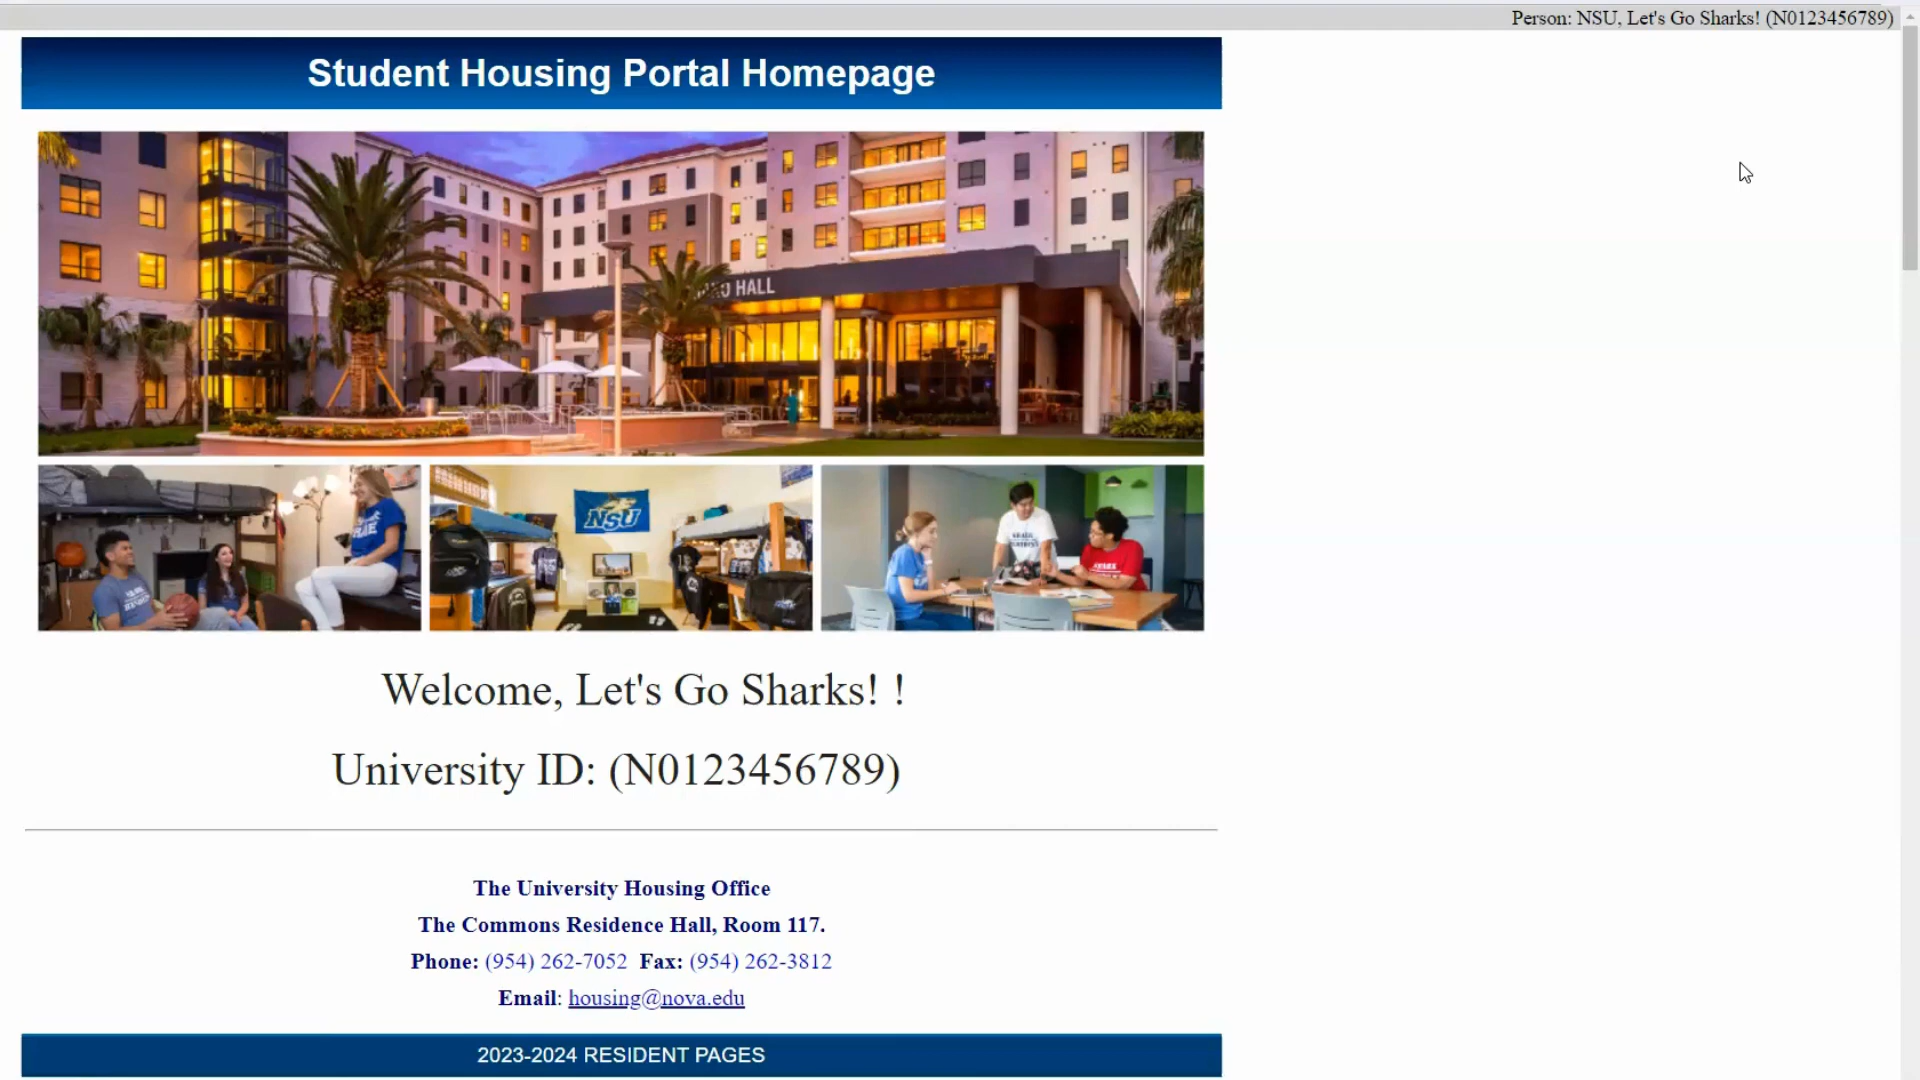 Person: NSU, Let's Go Sharks! (N0123456789)
Student Housing Portal Homepage
HALL
NSU
Welcome, Let's Go Sharks! !
University ID: (N0123456789)
The University Housing Office
The Commons Residence Hall, Room 117.
Phone: (954) 262-7052 Fax: (954) 262-3812
Email: housing@nova.edu
2023-2024 RESIDENT PAGES